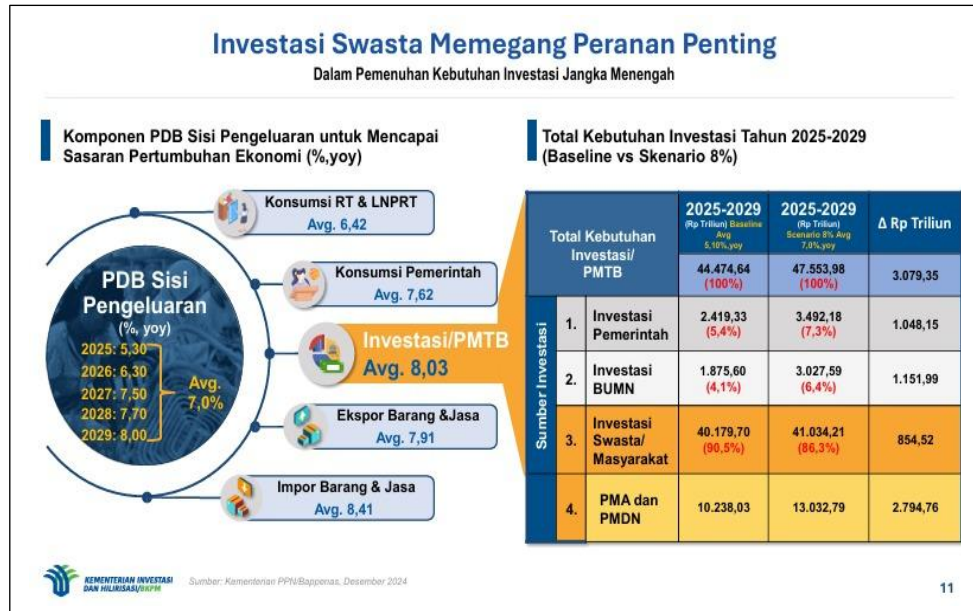 Investasi Swasta Memegang Peranan Penting
Dalam Pemenuhan Kebutuhan Investasi Jangka Menengah
Komponen PDB Sisi Pengeluaran untuk Mencapai
Sasaran Pertumbuhan Ekonomi (%,yoy)
Konsumsi RT & LNPRT
Avg. 6,42
Konsumsi Pemerintah
Avg. 7,62
Investasi/PMTB
Avg. 8,03
Ekspor Barang &Jasa
Avg. 7,91
Impor Barang & Jasa
Avg. 8,41
PDB Sisi
Pengeluaran
(%, yoy)
2025: 5,30
2026: 6,30
2027: 7,50
2028: 7,70
2029: 8,00
Avg.
7,0%
Total Kebutuhan Investasi Tahun 2025-2029
(Baseline vs Skenario 8%)
Total Kebutuhan
Investasi/
PMTB
2025-2029
(Rp Triliun) Baseline
Avg
5,10%,yoy
2025-2029
(Rp Triliun)
Scenario 8% Avg
7,0%,yoy
Δ Rp Triliun
44.474,64
(100%)
47.553,98
(100%)
3.079,35
Sumber Investasi
1. Investasi
Pemerintah
2.419,33
(5,4%)
3.492,18
(7,3%)
1.048,15
2. Investasi
BUMN
1.875,60
(4,1%)
3.027,59
(6,4%)
1.151,99
3. Investasi
Swasta/
Masyarakat
40.179,70
(90,5%)
41.034,21
(86,3%)
854,52
4. PMA dan
PMDN
10.238,03
13.032,79
2.794,76
KEMENTERIAN INVESTASI
DAN HILIRISASI/BKPM
Sumber: Kementerian PPN/Bappenas, Desember 2024
11